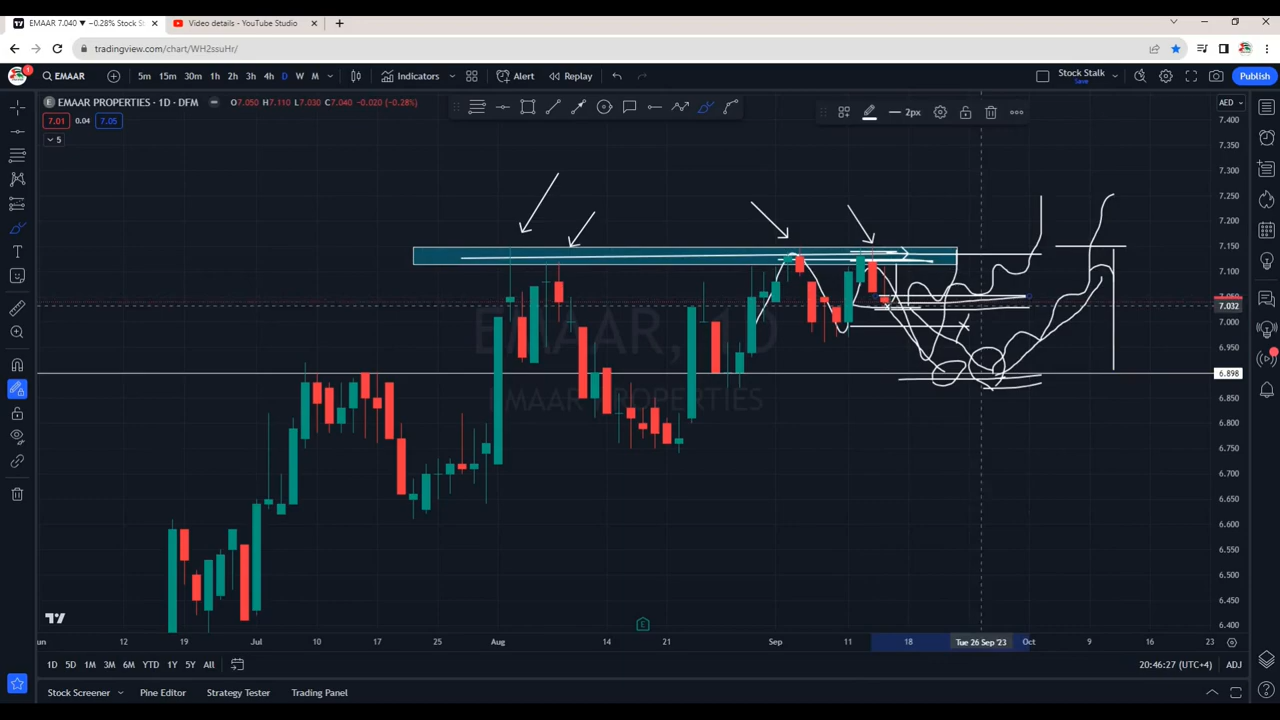 EMAAR 7.040 ▼ −0.28% Stock S
Video details - YouTube Studio
tradingview.com/chart/WH2ssuHr/
1
EMAAR
5m 15m 30m 1h 2h 3h 4h D W M
Indicators
Alert
Replay
Stock Stalk
Save
Publish
EMAAR PROPERTIES · 1D · DFM
O7.050 H7.110 L7.030 C7.040 −0.020 (−0.28%)
2px
AED
7.01 0.04 7.05
5
7.400
7.350
7.300
7.250
7.200
7.150
7.100
7.032
7.000
6.950
6.898
6.850
6.800
6.750
6.700
6.650
6.600
6.550
6.500
6.450
6.400
EMAAR, 1D
EMAAR PROPERTIES
E
un 12 19 Jul 10 17 25 Aug 14 21 Sep 11 18 Tue 26 Sep '23 Oct 9 16 23
1D 5D 1M 3M 6M YTD 1Y 5Y All
20:46:27 (UTC+4)
ADJ
Stock Screener
Pine Editor
Strategy Tester
Trading Panel